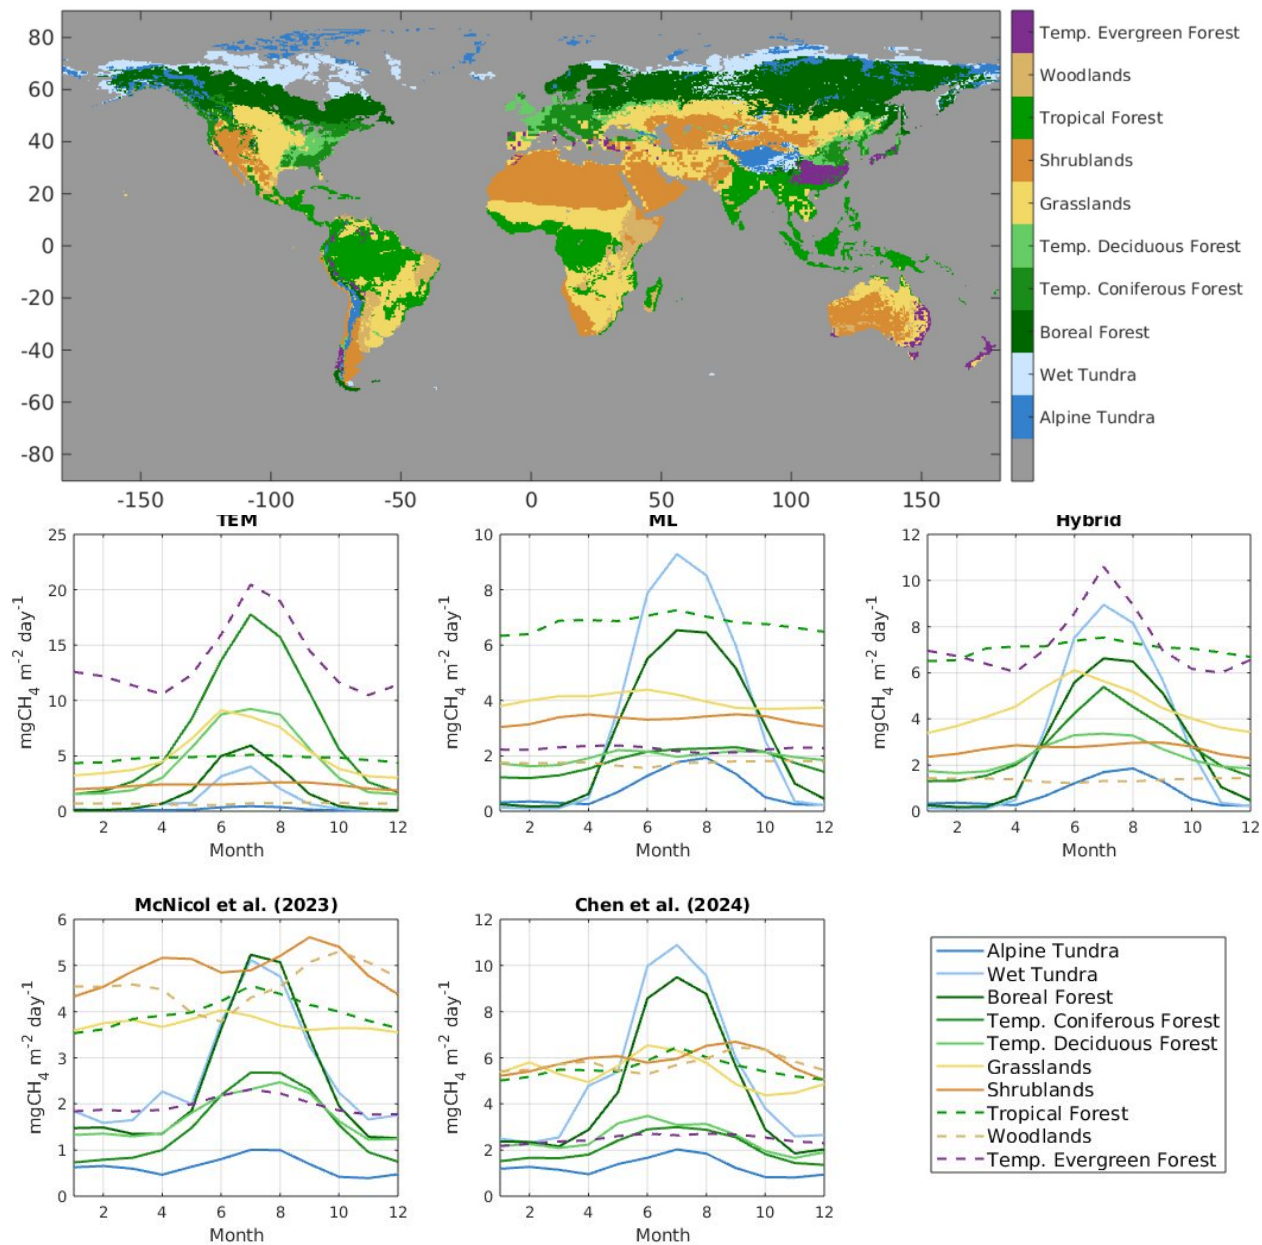 80
60
40
20
0
-20
-40
-60
-80
-150
-100
-50
0
50
100
150
Temp. Evergreen Forest
Woodlands
Tropical Forest
Shrublands
Grasslands
Temp. Deciduous Forest
Temp. Coniferous Forest
Boreal Forest
Wet Tundra
Alpine Tundra
TEM
25
20
15
10
5
0
mgCH4 m-2 day-1
2
4
6
8
10
12
Month
ML
10
8
6
4
2
0
mgCH4 m-2 day-1
2
4
6
8
10
12
Month
Hybrid
12
10
8
6
4
2
0
mgCH4 m-2 day-1
2
4
6
8
10
12
Month
McNicol et al. (2023)
6
5
4
3
2
1
0
mgCH4 m-2 day-1
2
4
6
8
10
12
Month
Chen et al. (2024)
12
10
8
6
4
2
0
mgCH4 m-2 day-1
2
4
6
8
10
12
Month
Alpine Tundra
Wet Tundra
Boreal Forest
Temp. Coniferous Forest
Temp. Deciduous Forest
Grasslands
Shrublands
Tropical Forest
Woodlands
Temp. Evergreen Forest